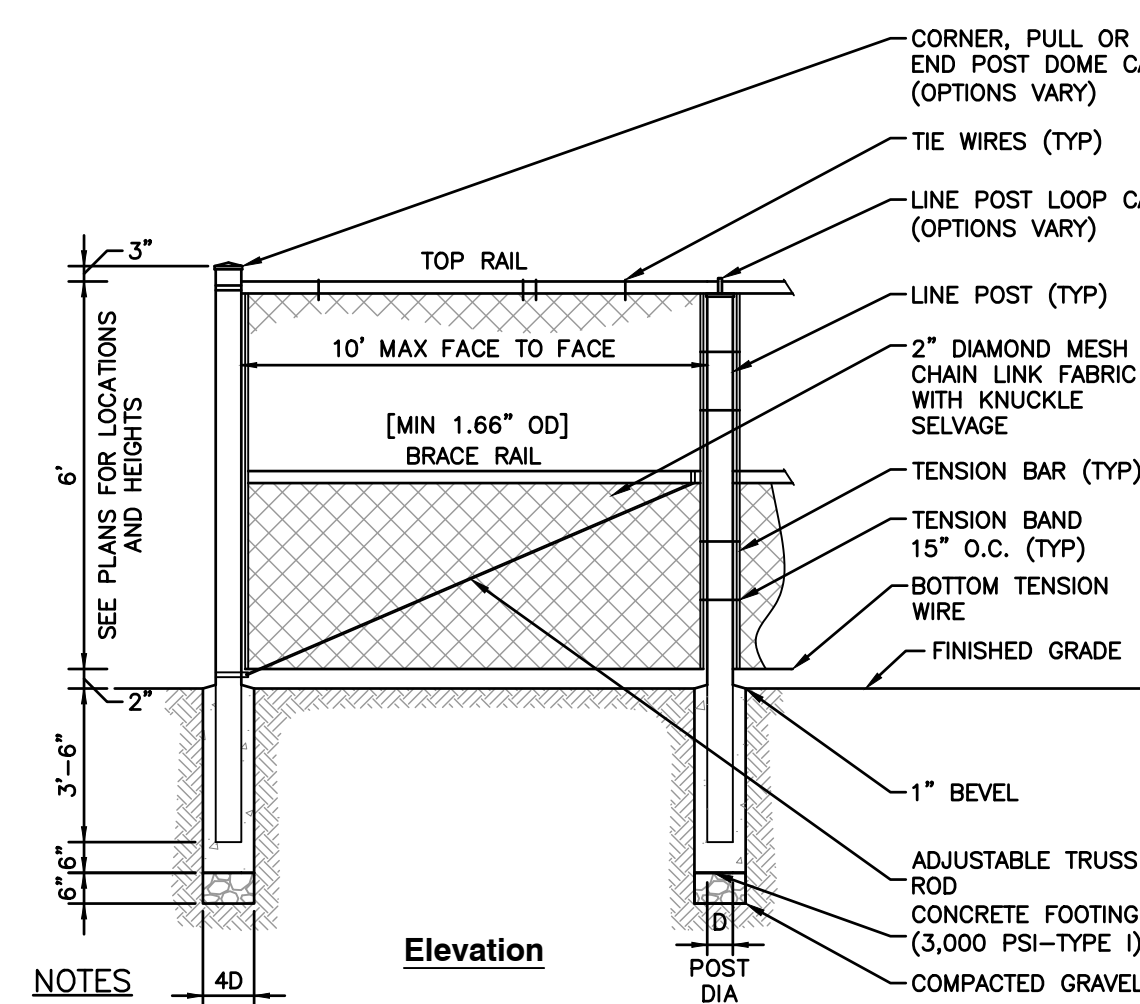 CORNER, PULL OR
END POST DOME CA
(OPTIONS VARY)
TIE WIRES (TYP)
LINE POST LOOP CA
(OPTIONS VARY)
3"
TOP RAIL
LINE POST (TYP)
10' MAX FACE TO FACE
2" DIAMOND MESH
CHAIN LINK FABRIC
WITH KNUCKLE
SELVAGE
6'
SEE PLANS FOR LOCATIONS
AND HEIGHTS
[MIN 1.66" OD]
BRACE RAIL
TENSION BAR (TYP)
TENSION BAND
15" O.C. (TYP)
BOTTOM TENSION
WIRE
FINISHED GRADE
2"
3'-6"
1" BEVEL
6"
6"
ADJUSTABLE TRUSS
ROD
CONCRETE FOOTING
(3,000 PSI-TYPE I)
COMPACTED GRAVEL
D
POST
DIA
Elevation
4D
NOTES